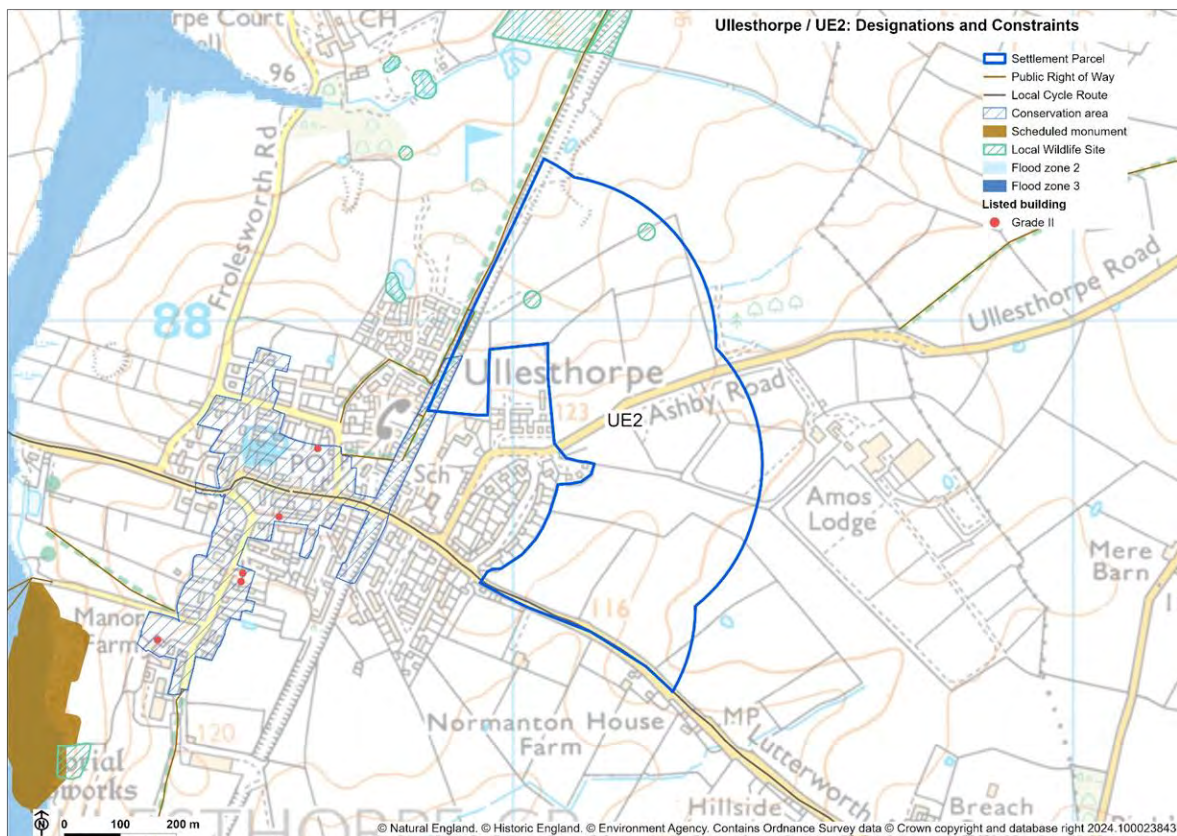 Ullesthorpe / UE2: Designations and Constraints
Settlement Parcel
Public Right of Way
Local Cycle Route
Conservation area
Scheduled monument
Local Wildlife Site
Flood zone 2
Flood zone 3
Listed building
Grade II
rpe Court
CH
96
Frolesworth Rd
88
Ullesthorpe
123
UE2
Ashby Road
Ullesthorpe Road
PO
Sch
Amos
Lodge
Mere
Barn
Manor
Farm
116
120
Normanton House
Farm
MP
Lutterworth
Hillside
Breach
orial
works
ESTHORPE
0 100 200 m
N
© Natural England. © Historic England. © Environment Agency. Contains Ordnance Survey data © Crown copyright and database right 2024 100023843